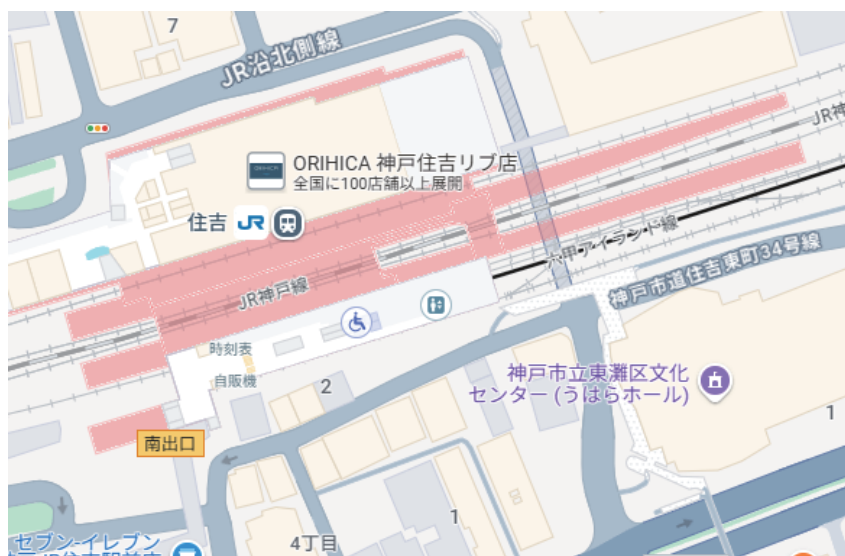 7
JR沿北側線
ORIHICA 神戸住吉リブ店
全国に100店舗以上展開
JR神
住吉 JR
六甲アイランド線
神戸市道住吉東町34号線
JR神戸線
時刻表
自販機
2
神戸市立東灘区文化
センター (うはらホール)
1
南出口
1
4丁目
セブン-イレブン